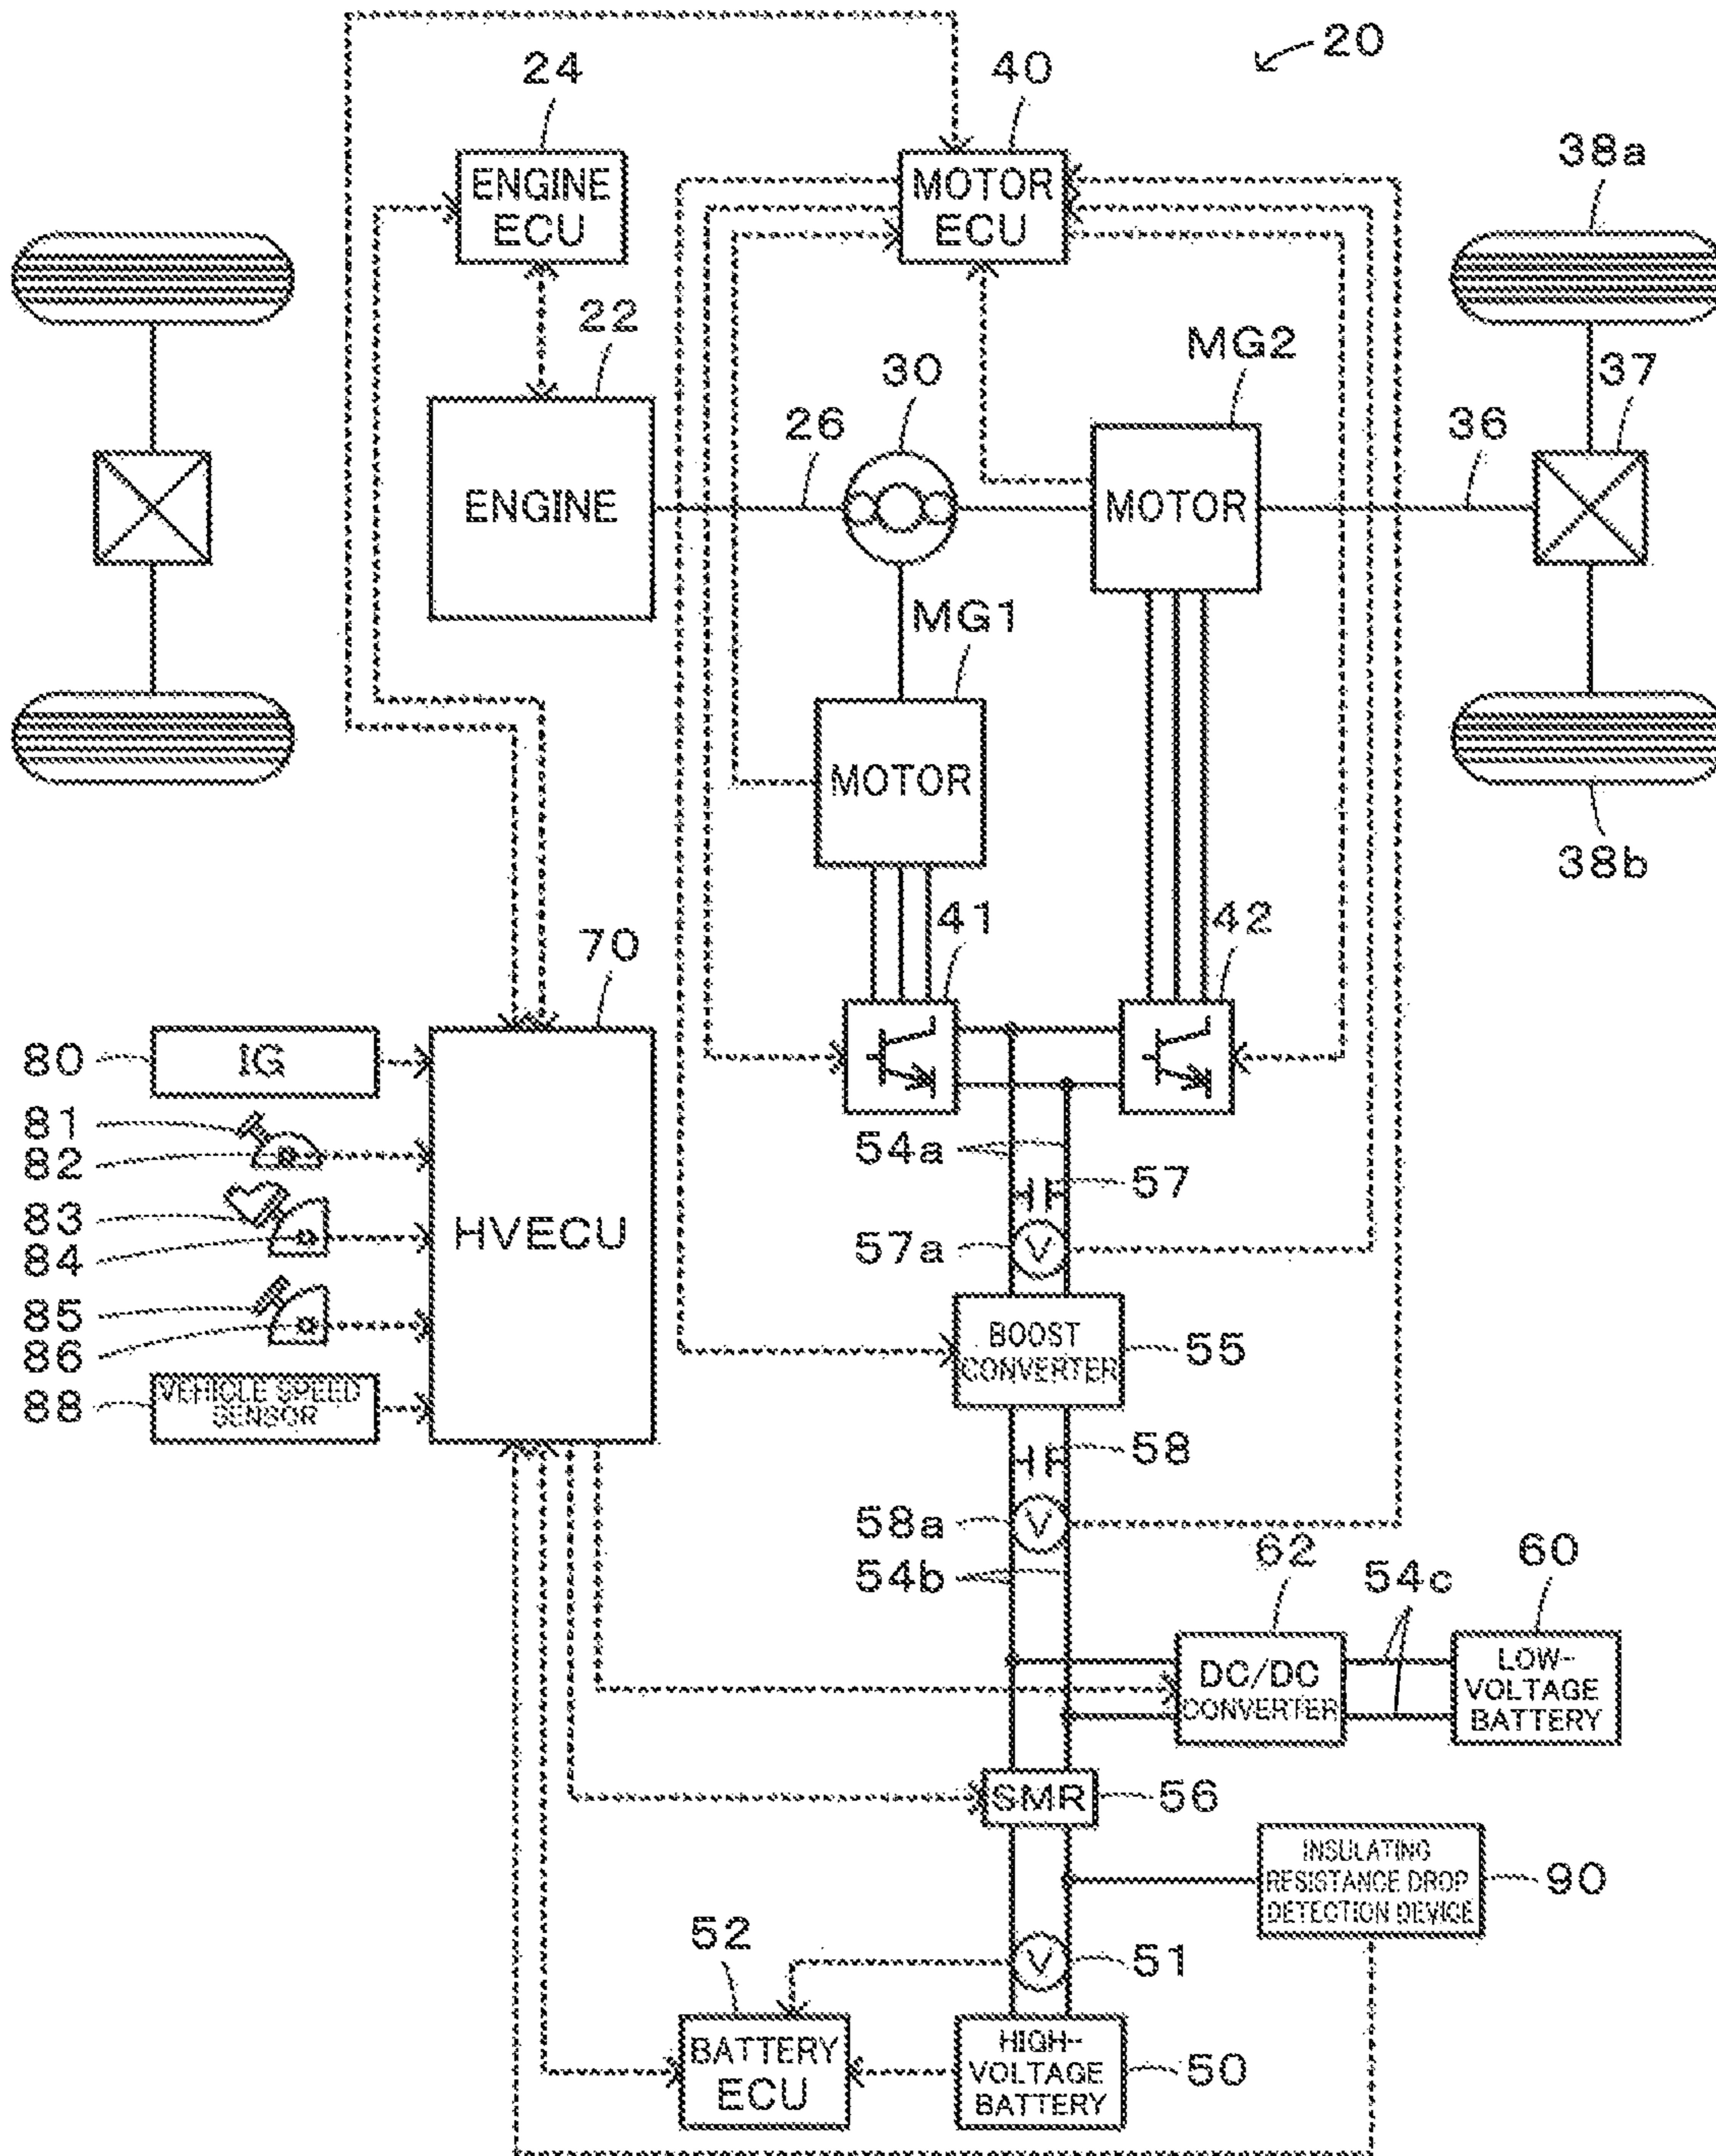 20
24
40
ENGINE
ECU
MOTOR
ECU
38a
22
30
MG2
37
26
36
ENGINE
MOTOR
MG1
MOTOR
38b
41
42
70
80
IG
81
82
83
84
85
86
88
VEHICLE SPEED
SENSOR
HVECU
54a
57
57a
V
BOOST
CONVERTER
55
58
58a
V
54b
62
54c
60
DC/DC
CONVERTER
LOW-
VOLTAGE
BATTERY
SMR
56
INSULATING
RESISTANCE DROP
DETECTION DEVICE
90
52
V
51
BATTERY
ECU
HIGH-
VOLTAGE
BATTERY
50